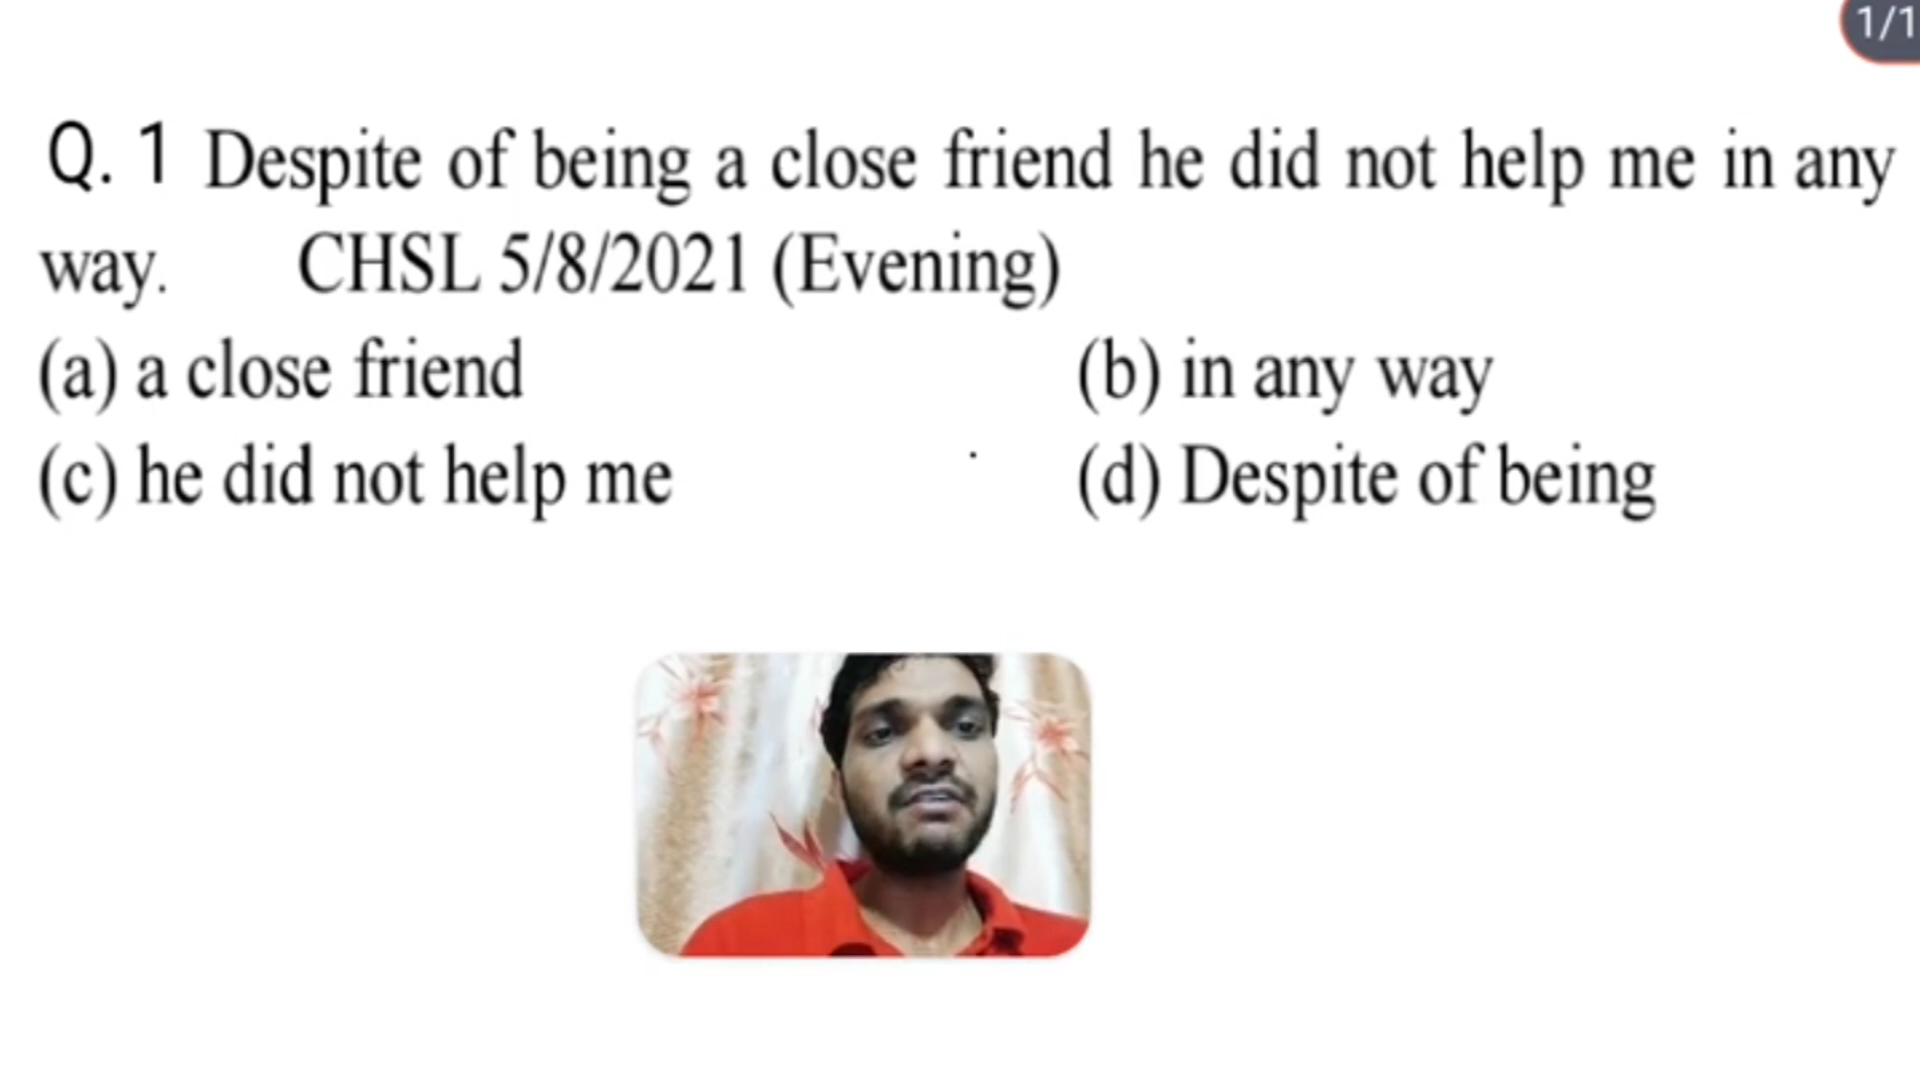 1/1
Q. 1 Despite of being a close friend he did not help me in any
way. CHSL 5/8/2021 (Evening)
(a) a close friend (b) in any way
(c) he did not help me (d) Despite of being